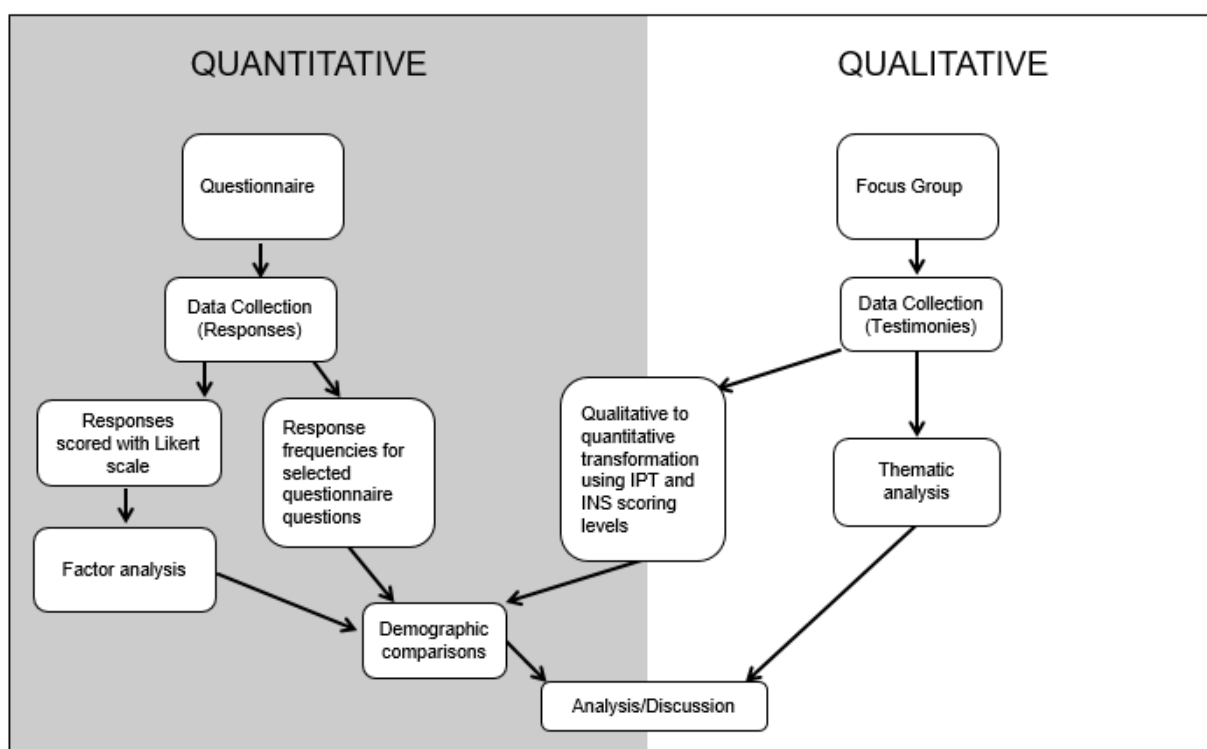 QUANTITATIVE
QUALITATIVE
Questionnaire
Focus Group
Data Collection
(Responses)
Data Collection
(Testimonies)
Responses
scored with Likert
scale
Response
frequencies for
selected
questionnaire
questions
Qualitative to
quantitative
transformation
using IPT and
INS scoring
levels
Thematic
analysis
Factor analysis
Demographic
comparisons
Analysis/Discussion